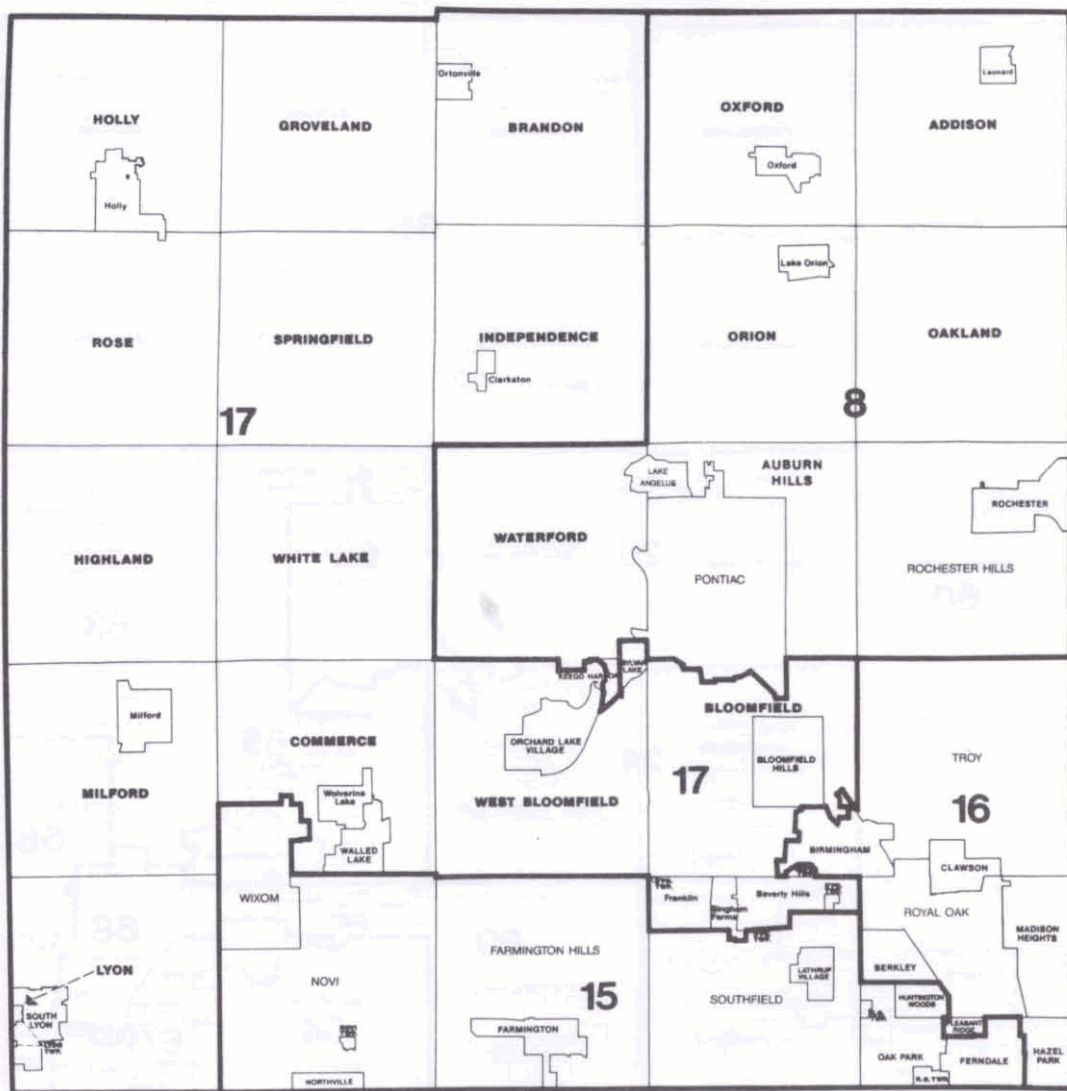 Ortonville
Leonard
HOLLY
GROVELAND
BRANDON
OXFORD
ADDISON
Oxford
Holly
Lake Orion
ROSE
SPRINGFIELD
INDEPENDENCE
ORION
OAKLAND
Clarkston
17
8
LAKE
ANGELUS
AUBURN
HILLS
ROCHESTER
HIGHLAND
WHITE LAKE
WATERFORD
PONTIAC
ROCHESTER HILLS
KEEGO HARBOR
SYLVAN
LAKE
Milford
BLOOMFIELD
COMMERCE
ORCHARD LAKE
VILLAGE
BLOOMFIELD
HILLS
TROY
MILFORD
Wolverine
Lake
WEST BLOOMFIELD
17
16
WALLED
LAKE
BIRMINGHAM
CLAWSON
WIXOM
Franklin
Bingham
Farms
Beverly Hills
ROYAL OAK
MADISON
HEIGHTS
LYON
NOVI
FARMINGTON HILLS
15
SOUTHFIELD
LATHRUP
VILLAGE
BERKLEY
HUNTINGTON
WOODS
SOUTH
LYON
FARMINGTON
PLEASANT
RIDGE
OAK PARK
FERNDALE
HAZEL
PARK
NORTHVILLE
R.O. TWP.